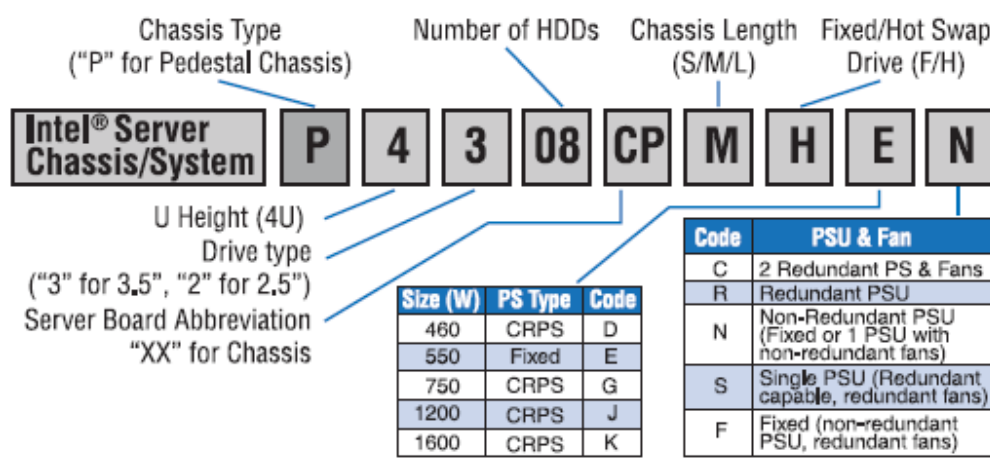 Chassis Type
("P" for Pedestal Chassis)
Number of HDDs
Chassis Length
(S/M/L)
Fixed/Hot Swap
Drive (F/H)
Intel® Server
Chassis/System
P 4 3 08 CP M H E N
U Height (4U)
Drive type
("3" for 3.5", "2" for 2.5")
Server Board Abbreviation
"XX" for Chassis
Size (W) PS Type Code
460 CRPS D
550 Fixed E
750 CRPS G
1200 CRPS J
1600 CRPS K
Code PSU & Fan
C 2 Redundant PS & Fans
R Redundant PSU
N Non-Redundant PSU
(Fixed or 1 PSU with
non-redundant fans)
S Single PSU (Redundant
capable, redundant fans)
F Fixed (non-redundant
PSU, redundant fans)